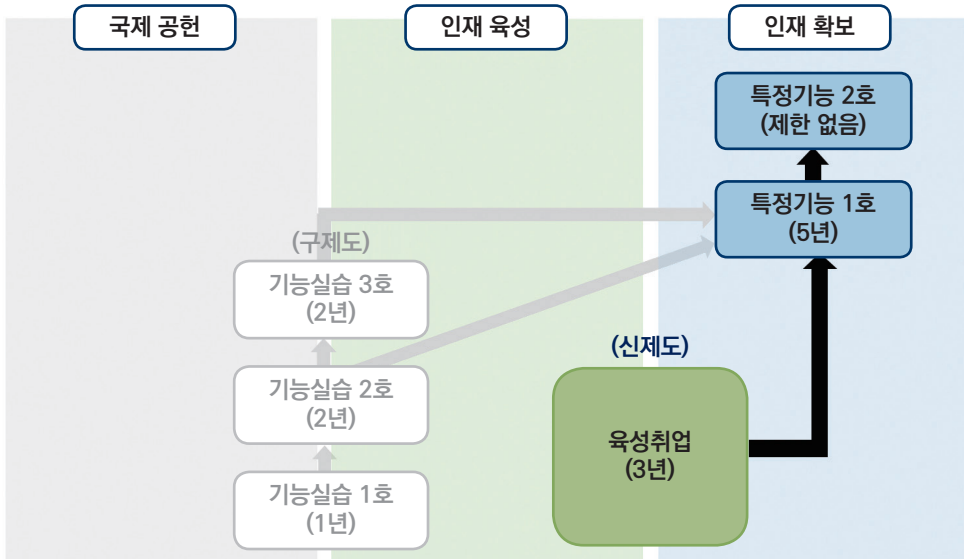 국제 공헌
인재 육성
인재 확보
특정기능 2호
(제한 없음)
특정기능 1호
(5년)
(구제도)
기능실습 3호
(2년)
(신제도)
기능실습 2호
(2년)
육성취업
(3년)
기능실습 1호
(1년)